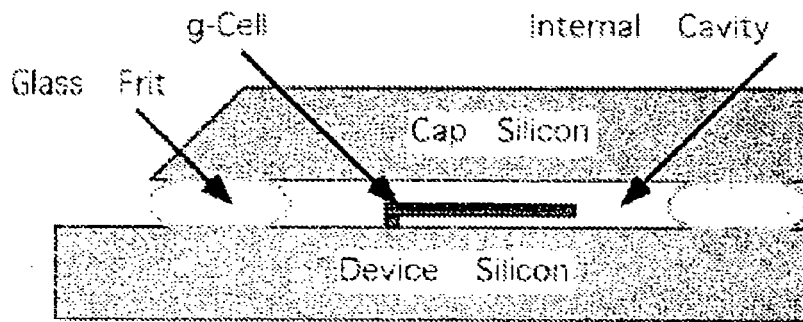 g-Cell
Internal Cavity
Glass Frit
Cap Silicon
Device Silicon